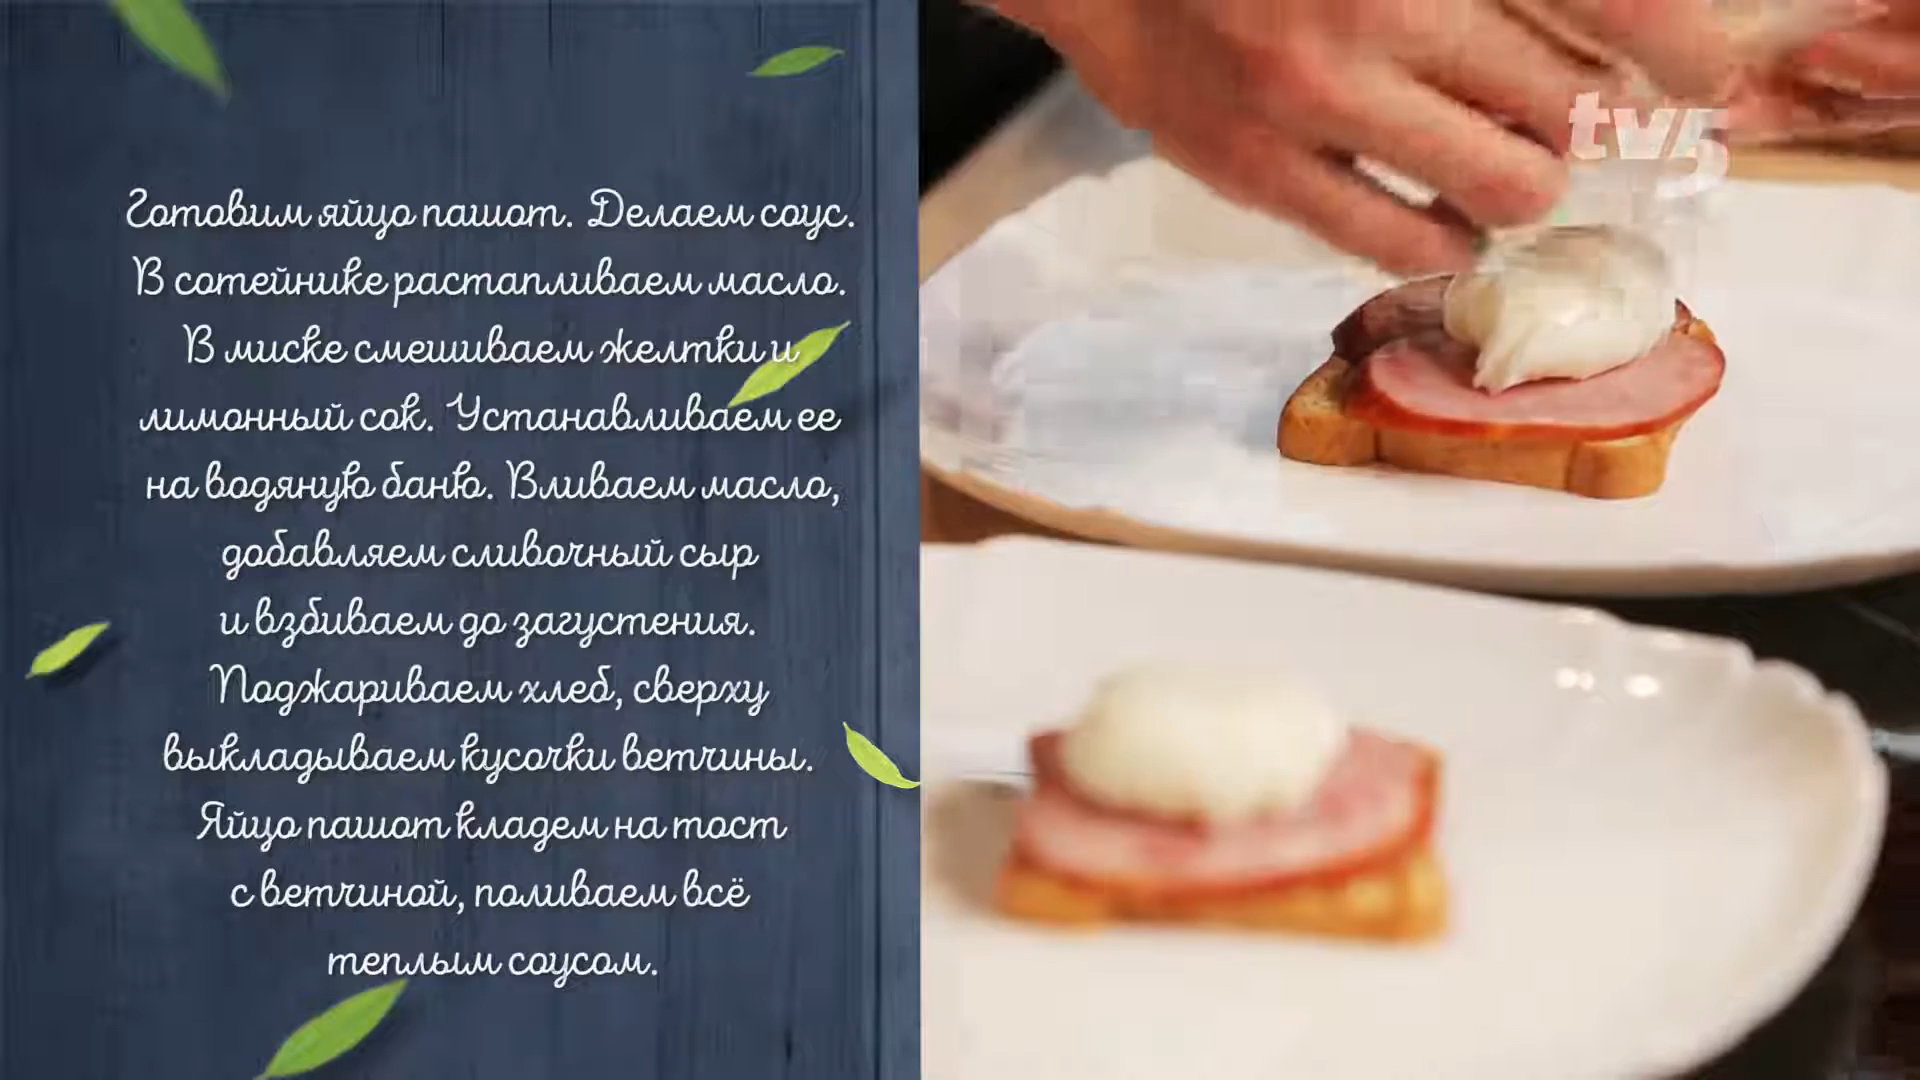 Готовим яйцо пашот. Делаем соус.
В сотейнике растапливаем масло.
В миске смешиваем желтки и
лимонный сок. Устанавливаем ее
на водяную баню. Вливаем масло,
добавляем сливочный сыр
и взбиваем до загустения.
Поджариваем хлеб, сверху
выкладываем кусочки ветчины.
Яйцо пашот кладем на тост
с ветчиной, поливаем всё
теплым соусом.
tv5